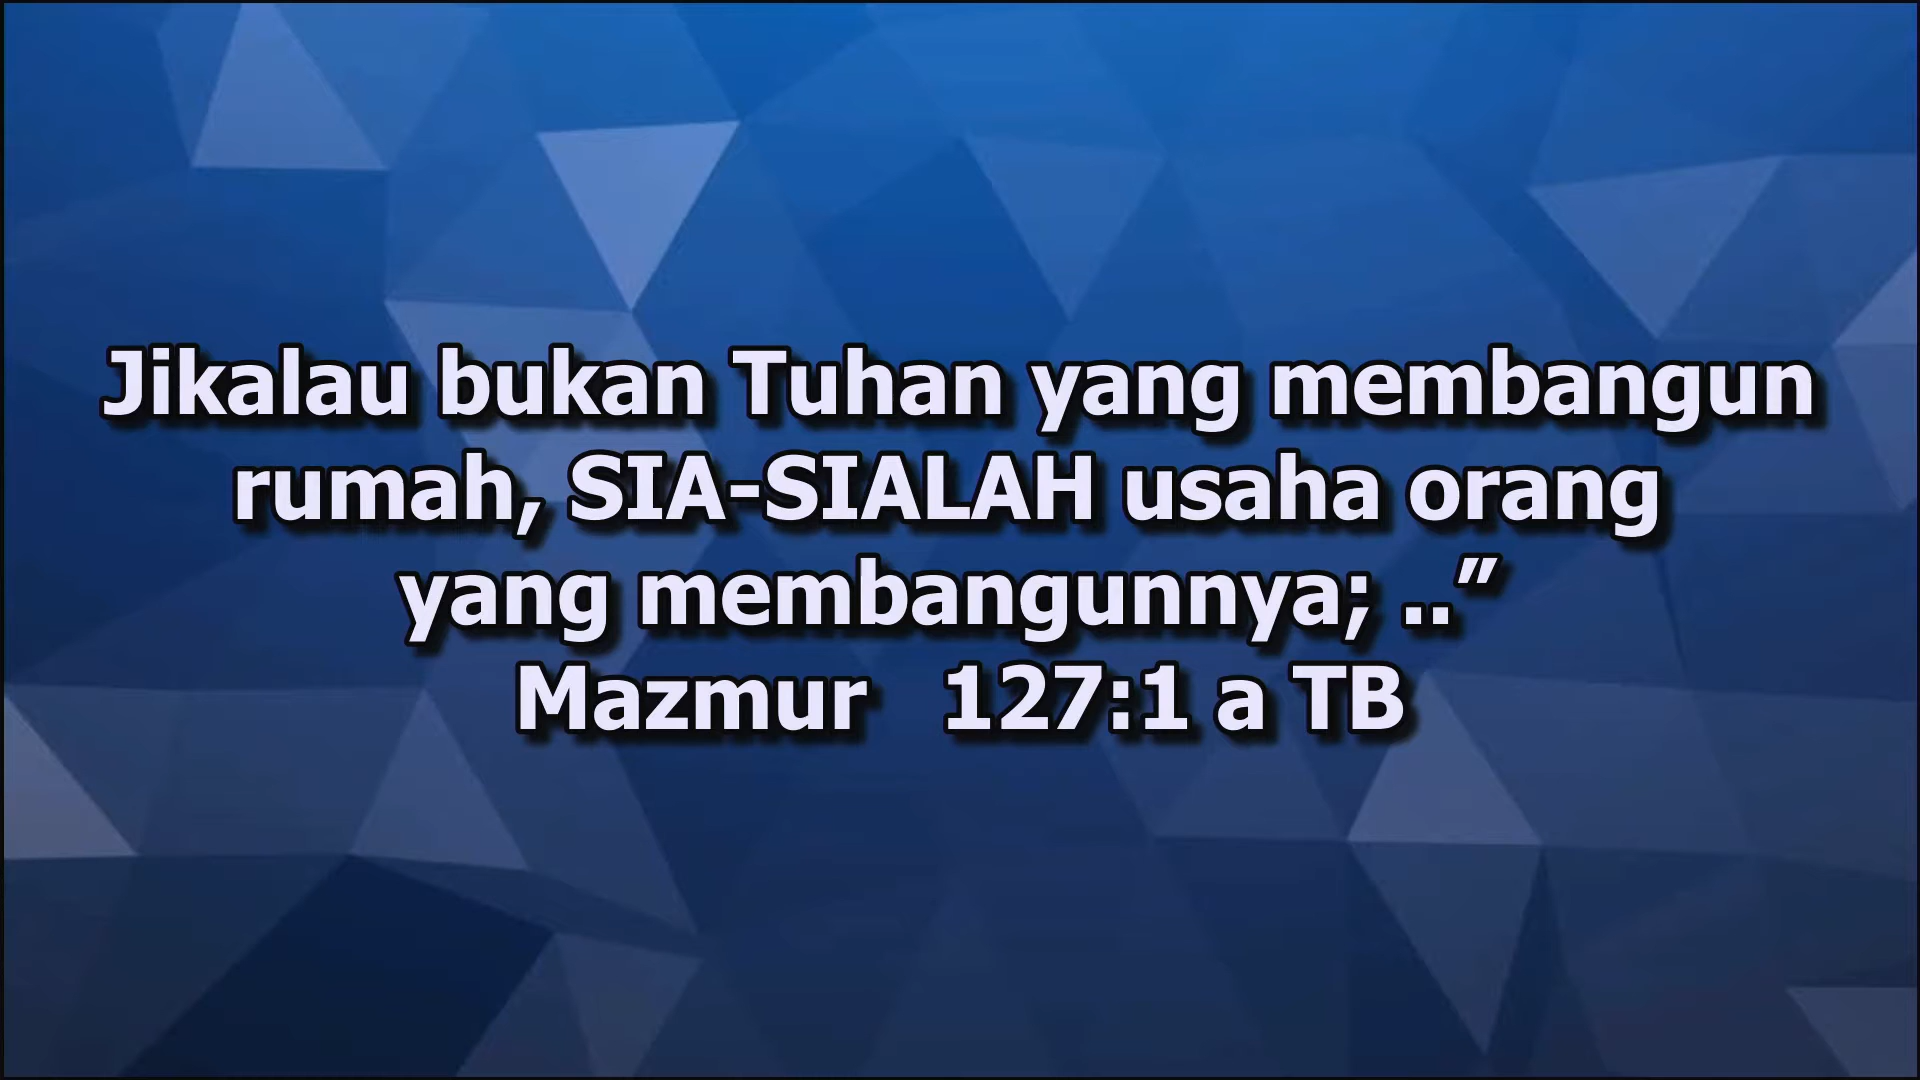 Jikalau bukan Tuhan yang membangun
rumah, SIA-SIALAH usaha orang
yang membangunnya; ..”
Mazmur   127:1 a TB